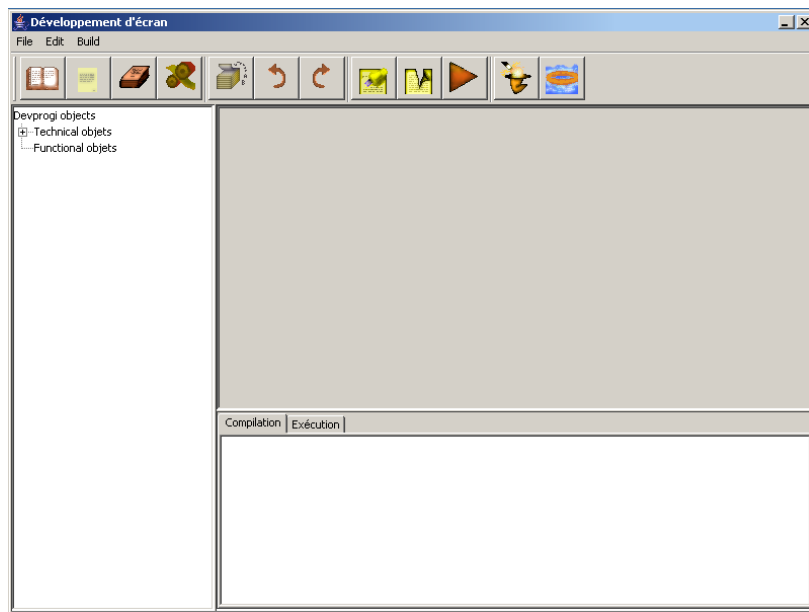 Développement d'écran
File Edit Build
Devprogi objects
Technical objets
Functional objets
Compilation Exécution